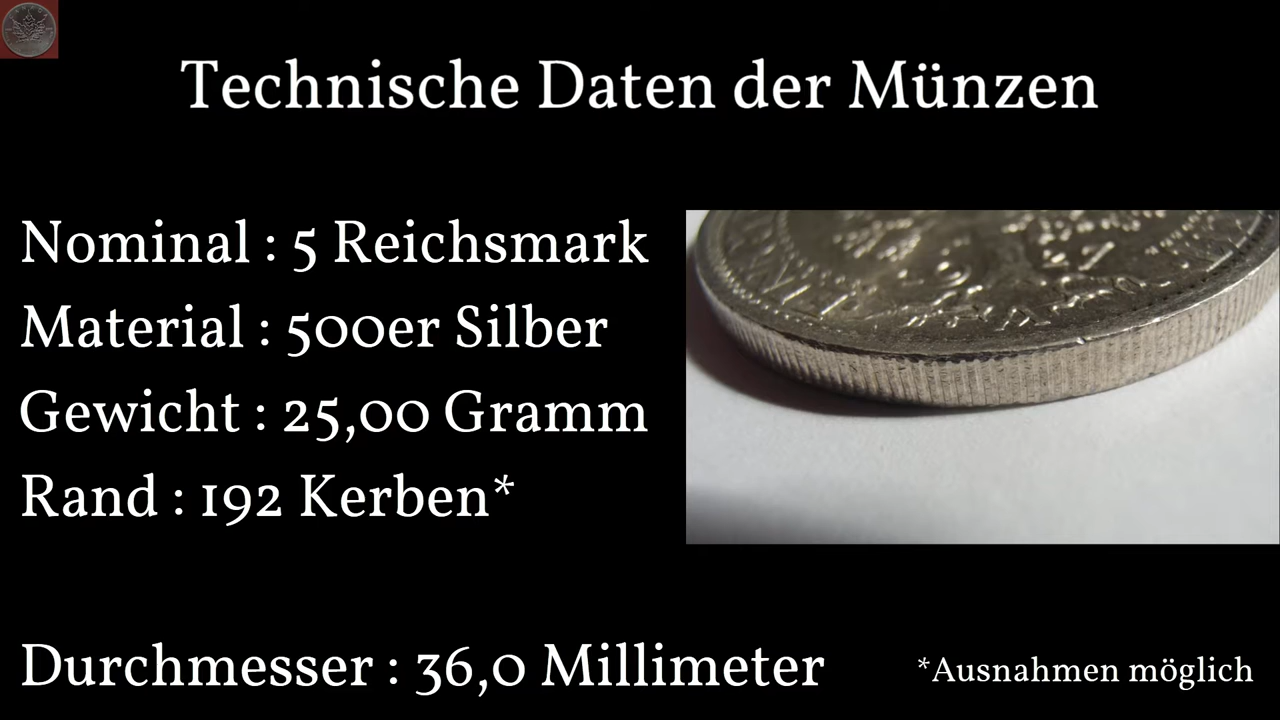 Technische Daten der Münzen
Nominal : 5 Reichsmark
Material : 500er Silber
Gewicht : 25,00 Gramm
Rand : 192 Kerben*
Durchmesser : 36,0 Millimeter
*Ausnahmen möglich